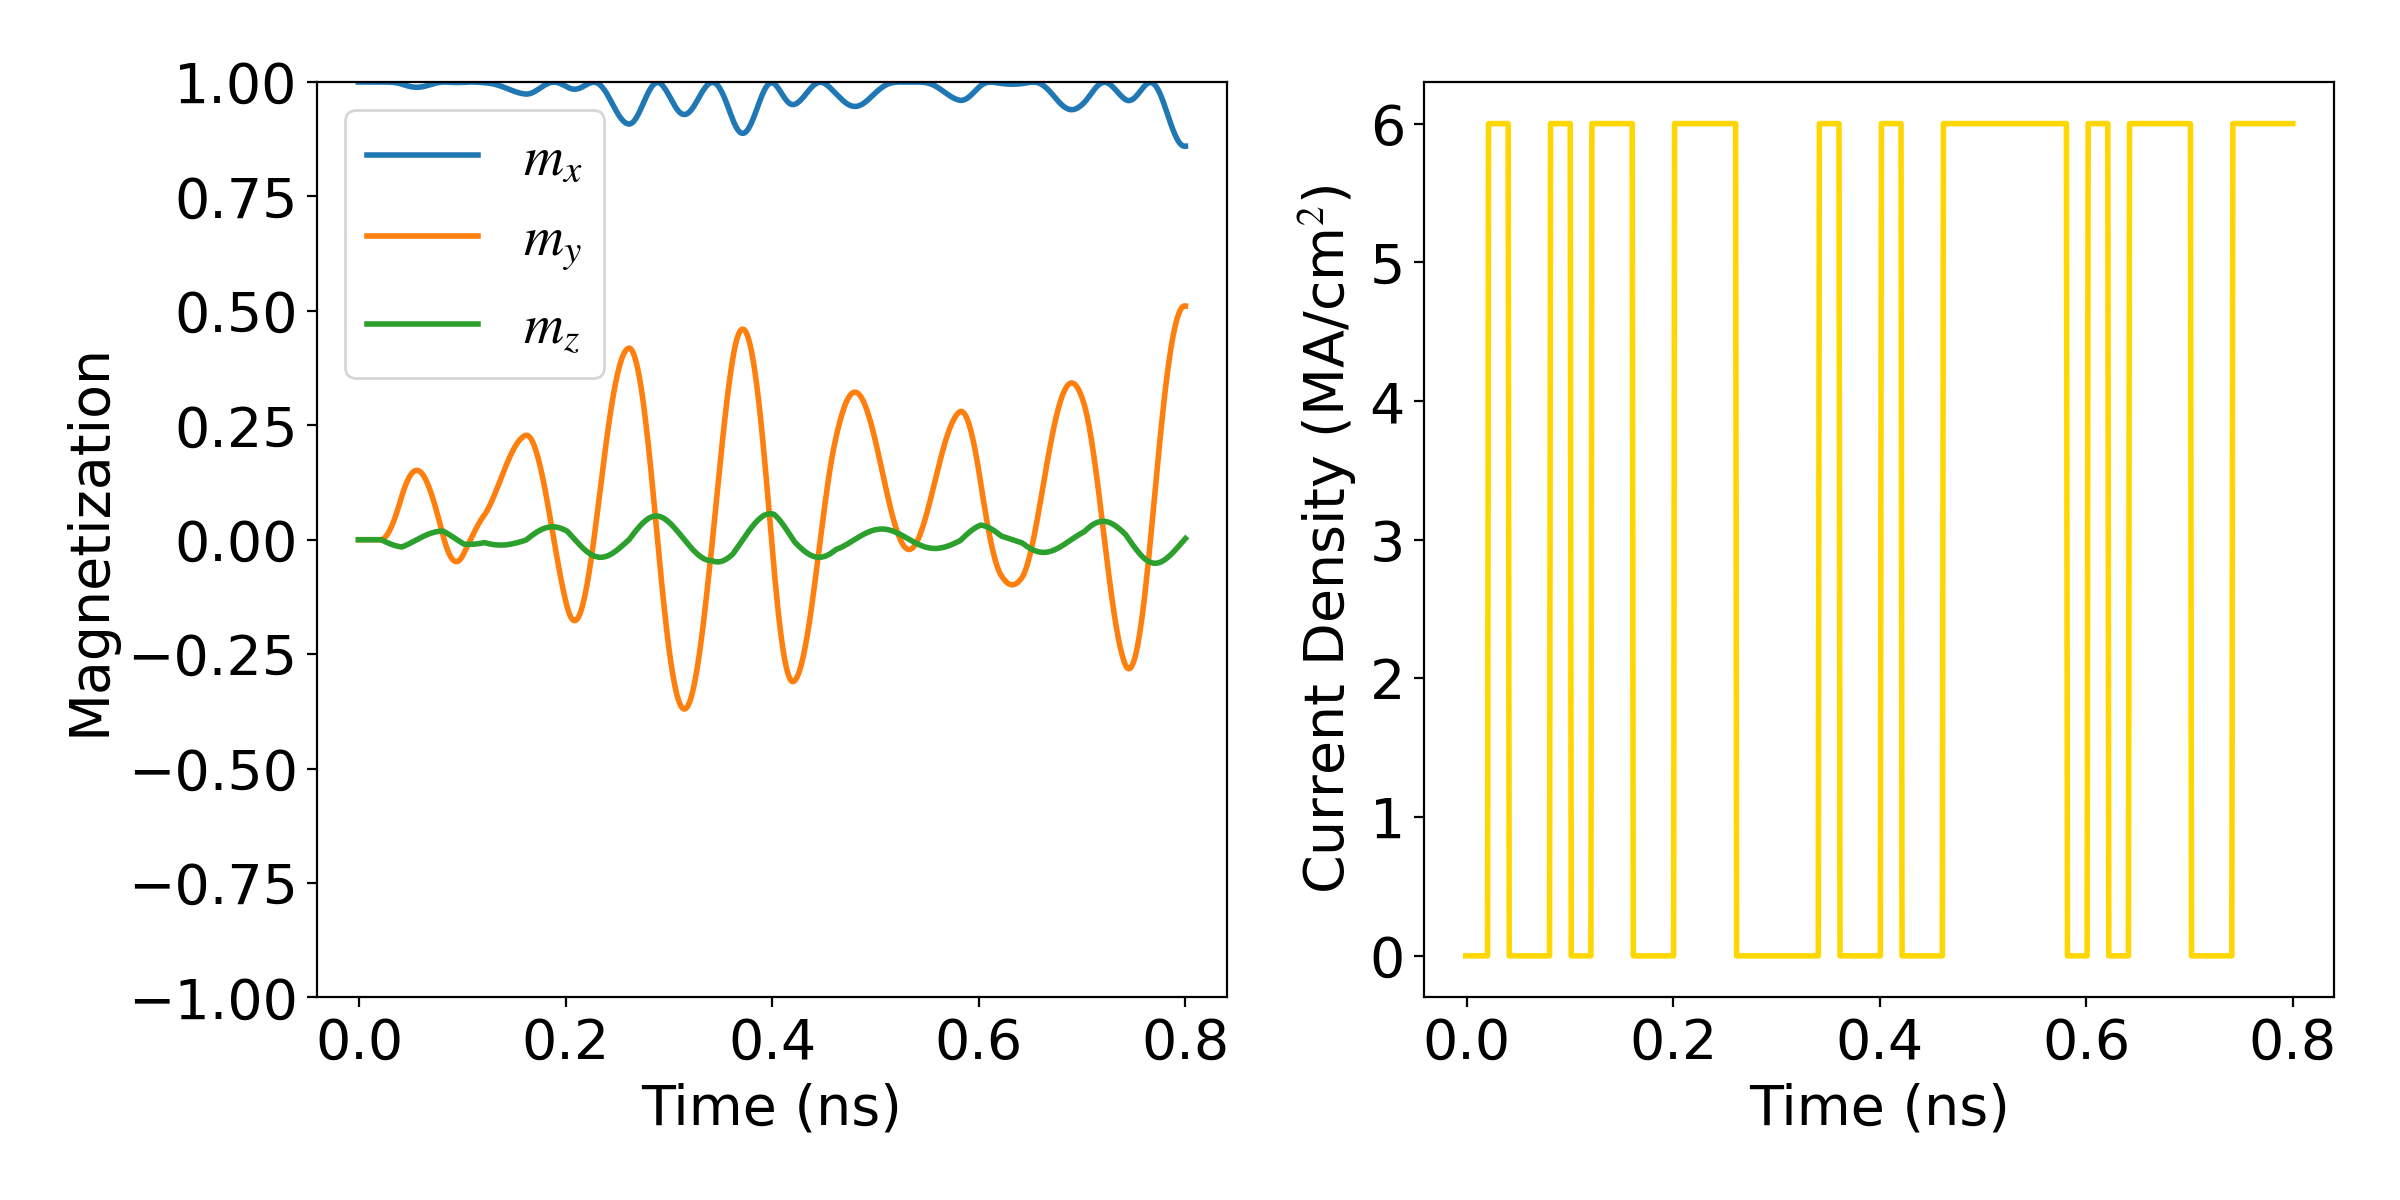 Magnetization
1.00
0.75
0.50
0.25
0.00
−0.25
−0.50
−0.75
−1.00
m_x
m_y
m_z
0.0 0.2 0.4 0.6 0.8
Time (ns)
Current Density (MA/cm²)
6
5
4
3
2
1
0
0.0 0.2 0.4 0.6 0.8
Time (ns)